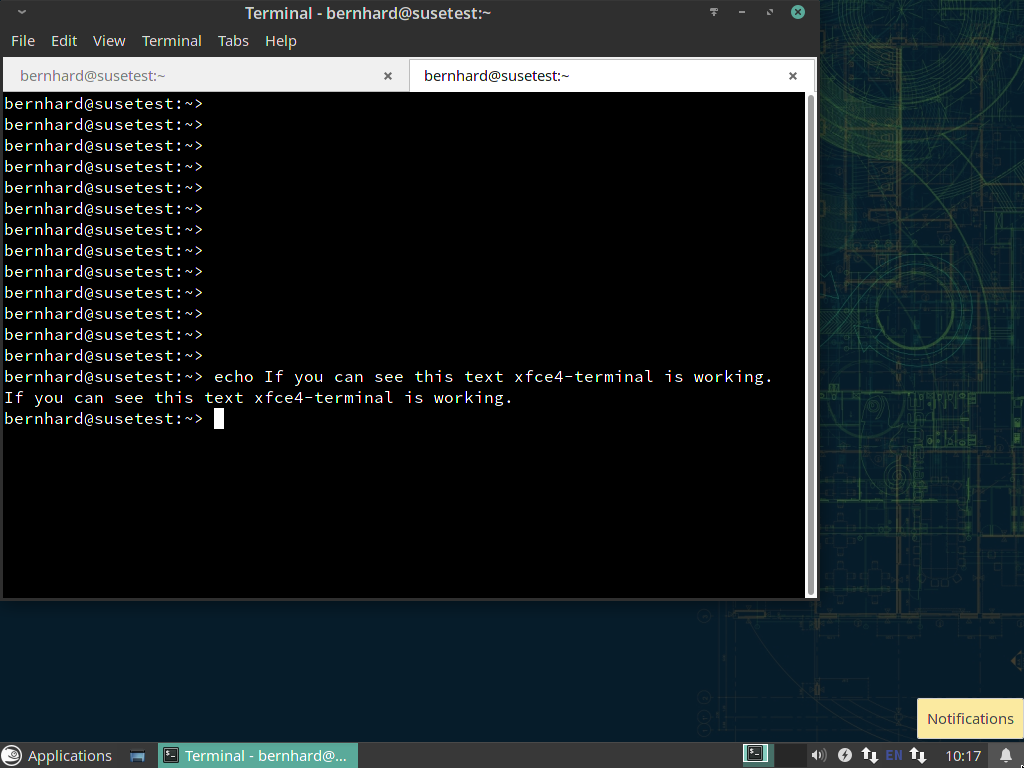 Terminal - bernhard@susetest:~
File Edit View Terminal Tabs Help
bernhard@susetest:~ bernhard@susetest:~
bernhard@susetest:~>
bernhard@susetest:~>
bernhard@susetest:~>
bernhard@susetest:~>
bernhard@susetest:~>
bernhard@susetest:~>
bernhard@susetest:~>
bernhard@susetest:~>
bernhard@susetest:~>
bernhard@susetest:~>
bernhard@susetest:~>
bernhard@susetest:~>
bernhard@susetest:~>
bernhard@susetest:~> echo If you can see this text xfce4-terminal is working.
If you can see this text xfce4-terminal is working.
bernhard@susetest:~>
Notifications
Applications Terminal - bernhard@... EN 10:17